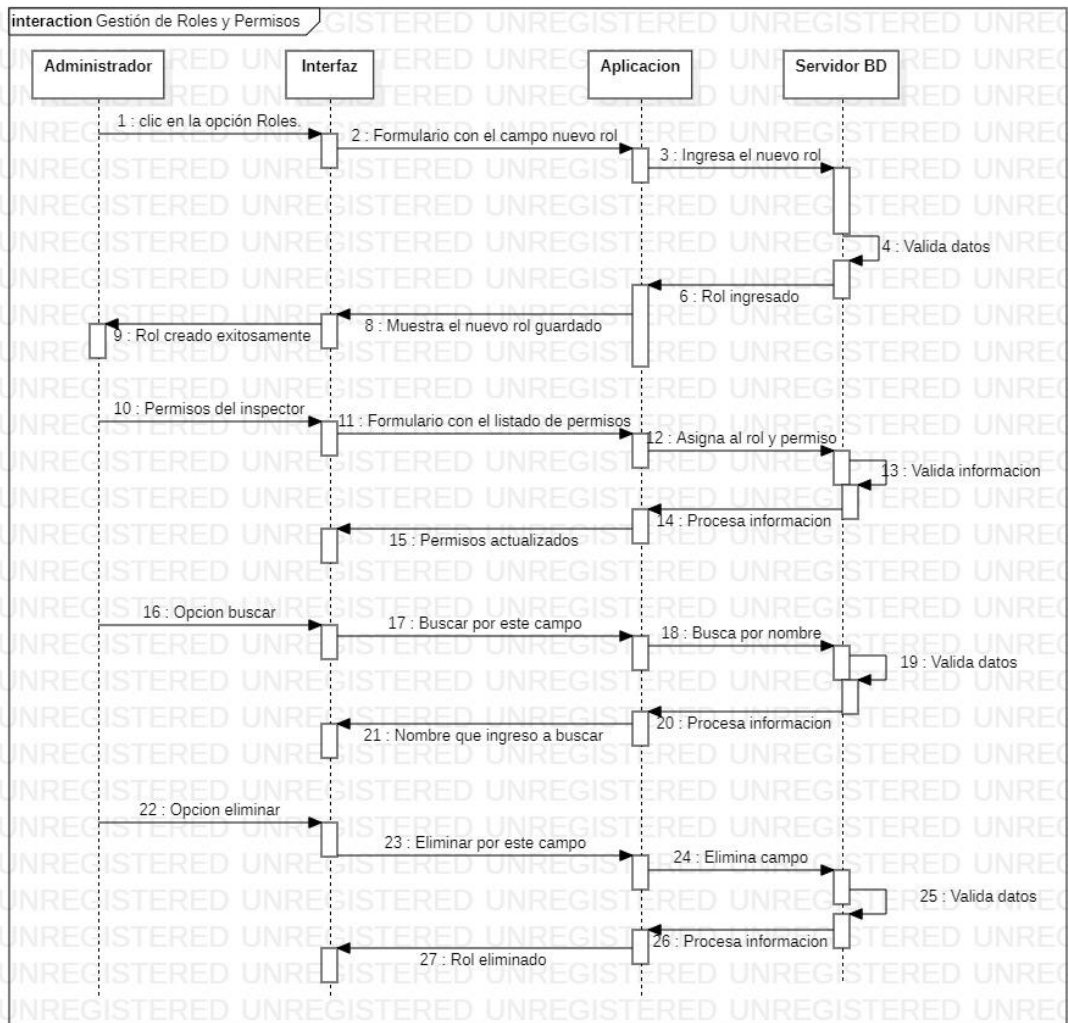 interaction Gestión de Roles y Permisos
Administrador
Interfaz
Aplicacion
Servidor BD
1 : clic en la opción Roles.
2 : Formulario con el campo nuevo rol
3 : Ingresa el nuevo rol
4 : Valida datos
6 : Rol ingresado
8 : Muestra el nuevo rol guardado
9 : Rol creado exitosamente
10 : Permisos del inspector
11 : Formulario con el listado de permisos
12 : Asigna al rol y permiso
13 : Valida informacion
14 : Procesa informacion
15 : Permisos actualizados
16 : Opcion buscar
17 : Buscar por este campo
18 : Busca por nombre
19 : Valida datos
20 : Procesa informacion
21 : Nombre que ingreso a buscar
22 : Opcion eliminar
23 : Eliminar por este campo
24 : Elimina campo
25 : Valida datos
26 : Procesa informacion
27 : Rol eliminado
UNREGISTERED